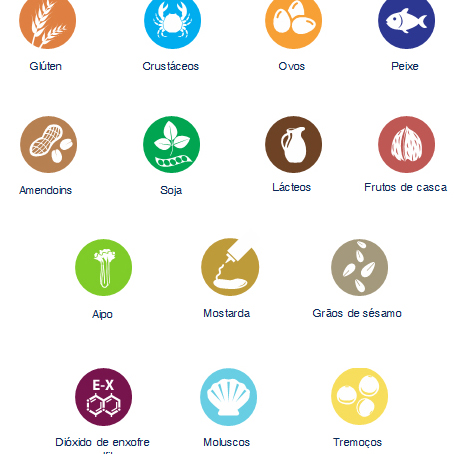 Glúten
Crustáceos
Ovos
Peixe
Amendoins
Soja
Lácteos
Frutos de casca
Aipo
Mostarda
Grãos de sésamo
E-X
Dióxido de enxofre
Moluscos
Tremoços